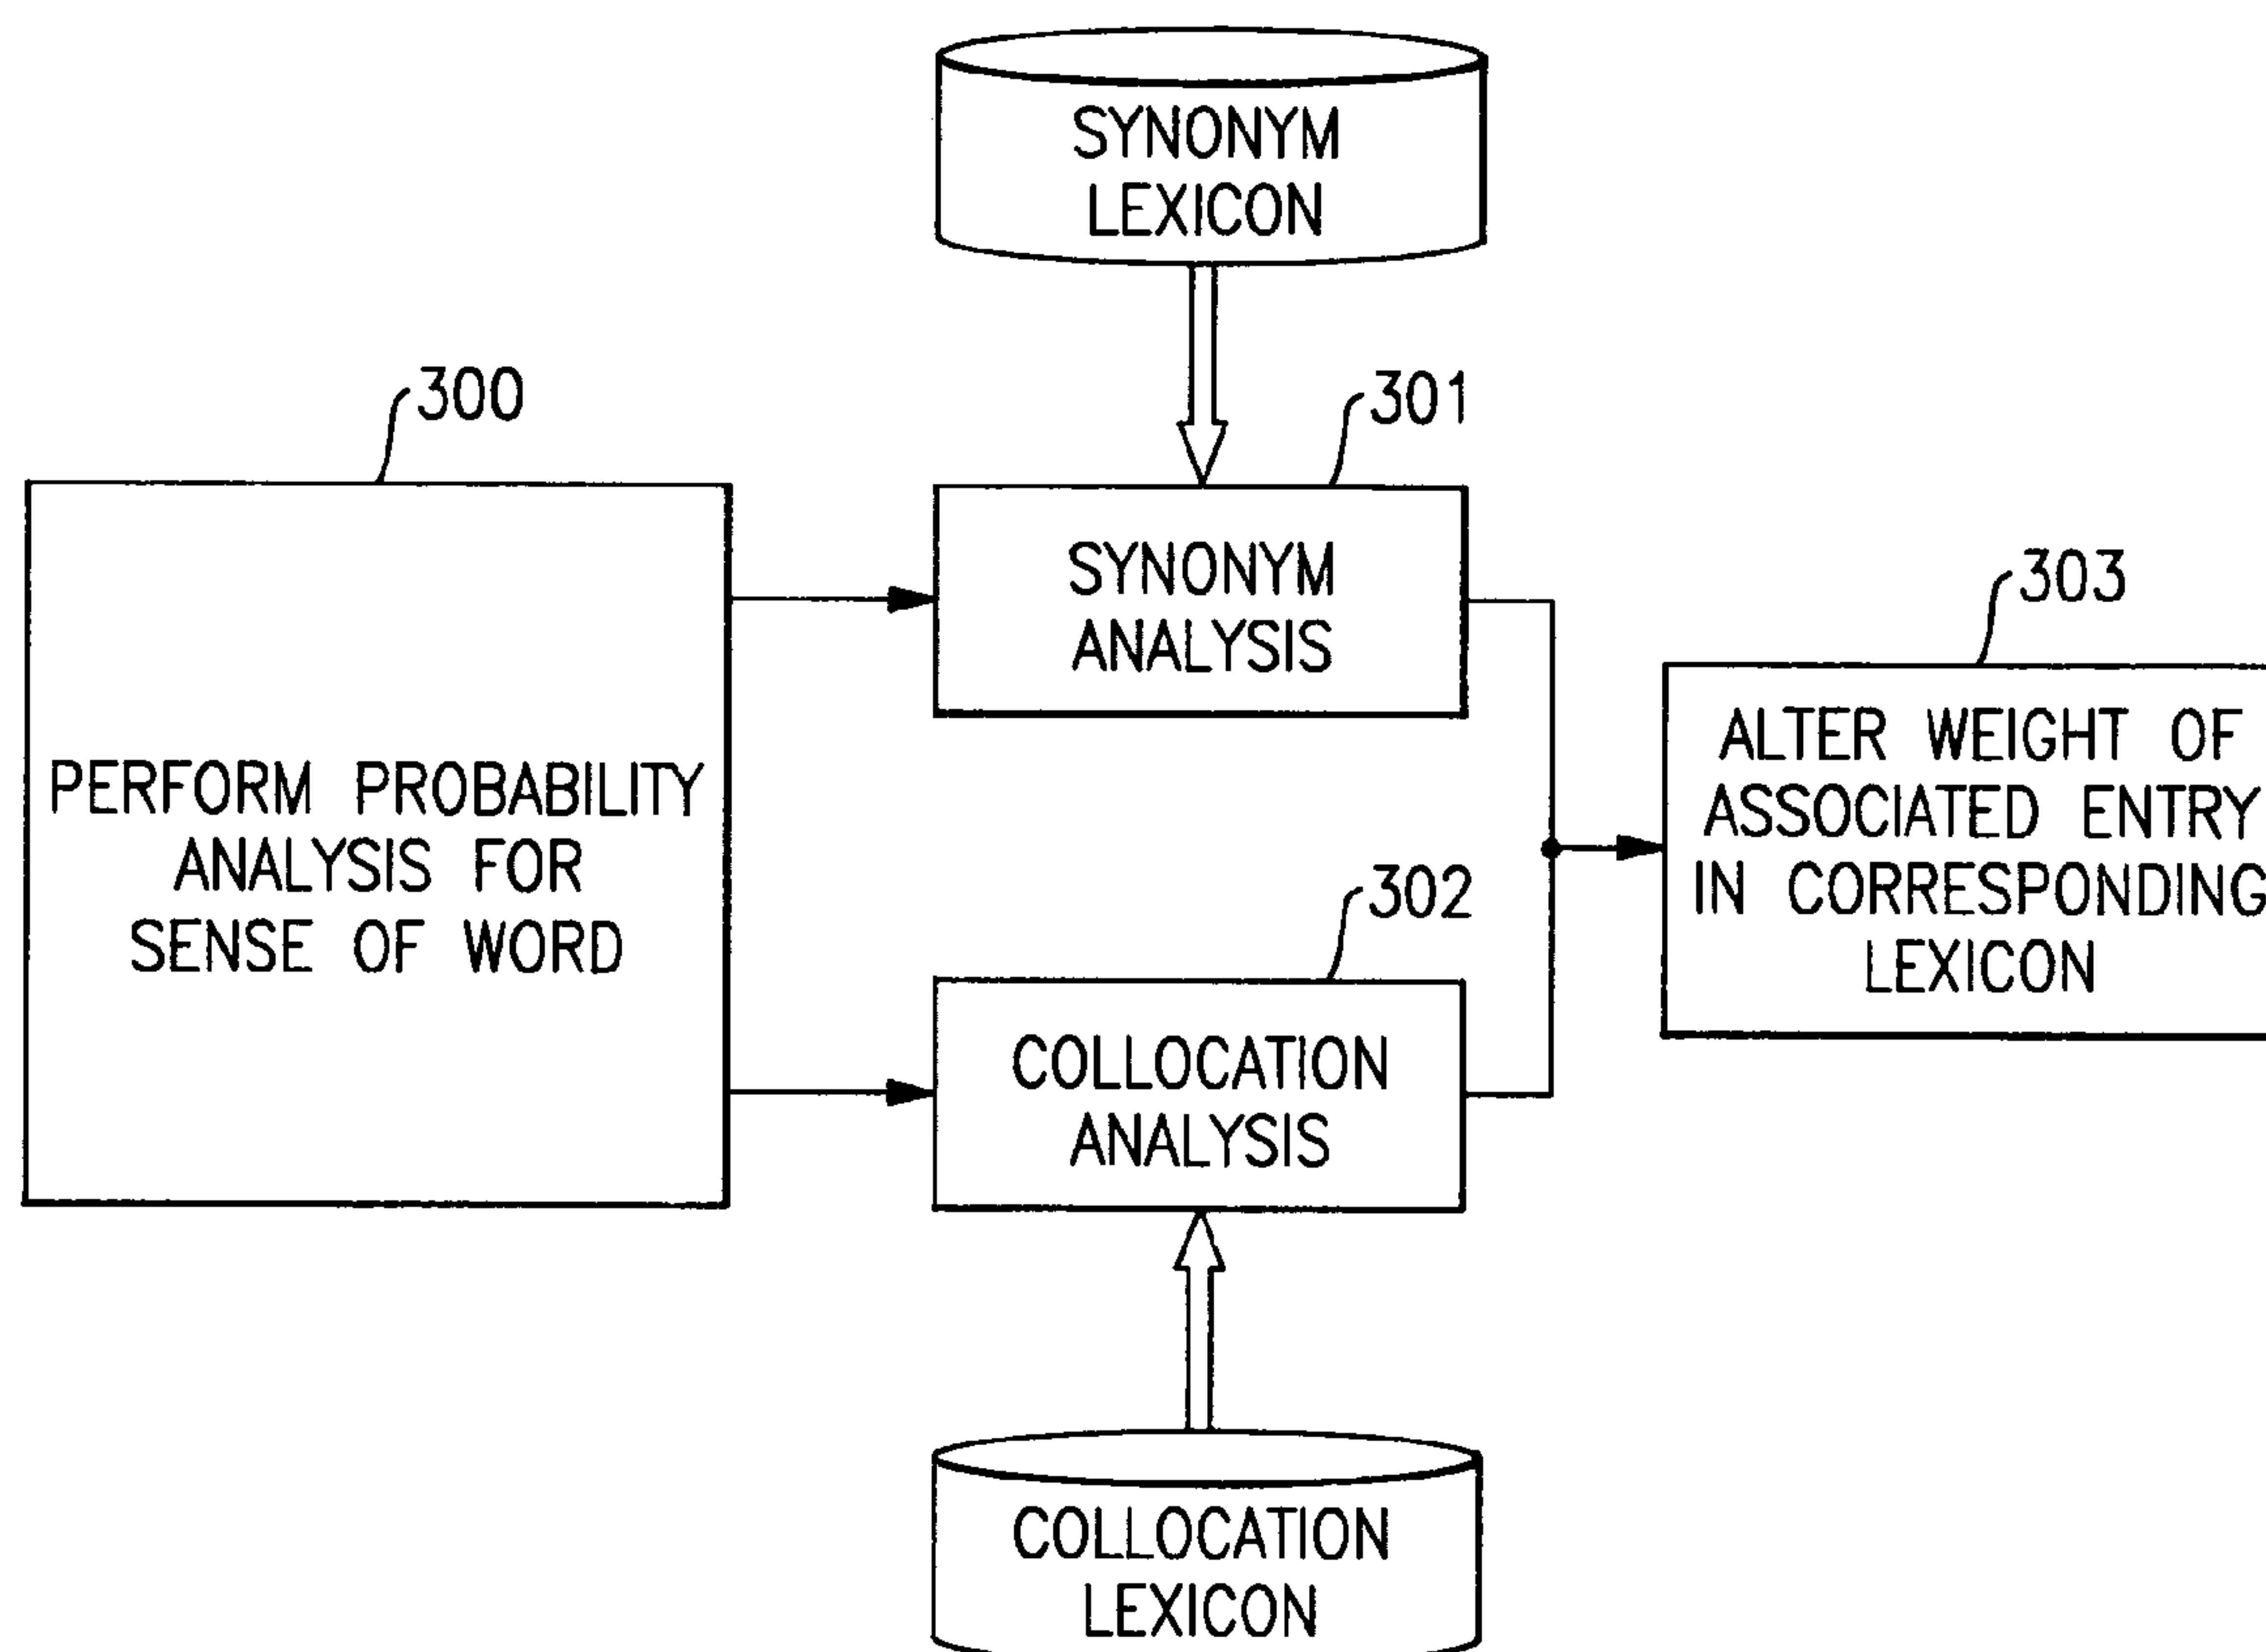 SYNONYM
LEXICON
300
301
SYNONYM
ANALYSIS
303
PERFORM PROBABILITY
ANALYSIS FOR
SENSE OF WORD
ALTER WEIGHT OF
ASSOCIATED ENTRY
IN CORRESPONDING
LEXICON
302
COLLOCATION
ANALYSIS
COLLOCATION
LEXICON